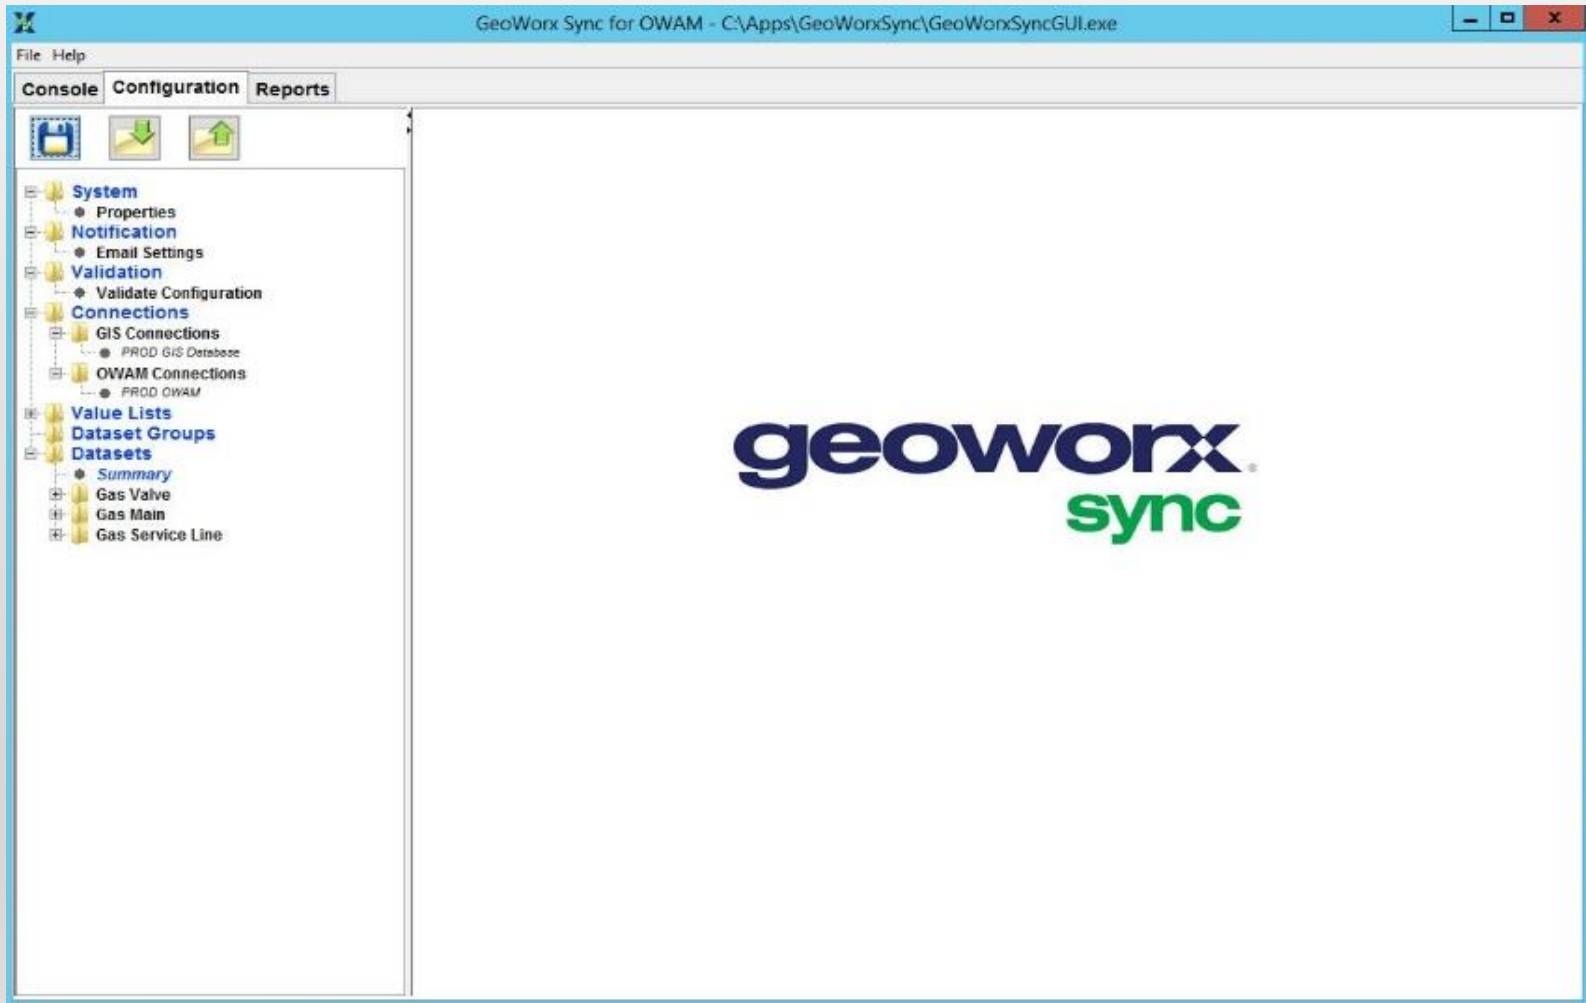 GeoWorx Sync for OWAM - C:\Apps\GeoWorxSync\GeoWorxSyncGUI.exe
File Help
Console Configuration Reports
System
Properties
Notification
Email Settings
Validation
Validate Configuration
Connections
GIS Connections
PROD GIS Database
OWAM Connections
PROD OWAM
Value Lists
Dataset Groups
Datasets
Summary
Gas Valve
Gas Main
Gas Service Line
geoworx
sync